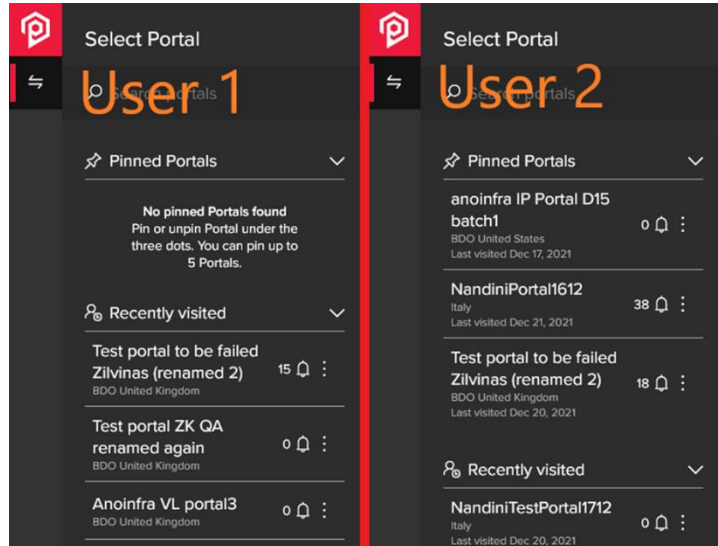 Select Portal
User 1
Search portals
Pinned Portals
No pinned Portals found
Pin or unpin Portal under the
three dots. You can pin up to
5 Portals.
Recently visited
Test portal to be failed
Zilvinas (renamed 2)
15
BDO United Kingdom
Test portal ZK QA
renamed again
0
BDO United Kingdom
Anoinfra VL portal3
0
BDO United Kingdom
Select Portal
User 2
Search portals
Pinned Portals
anoinfra IP Portal D15
batch1
0
BDO United States
Last visited Dec 17, 2021
NandiniPortal1612
38
Italy
Last visited Dec 21, 2021
Test portal to be failed
Zilvinas (renamed 2)
18
BDO United Kingdom
Last visited Dec 20, 2021
Recently visited
NandiniTestPortal1712
0
Italy
Last visited Dec 20, 2021